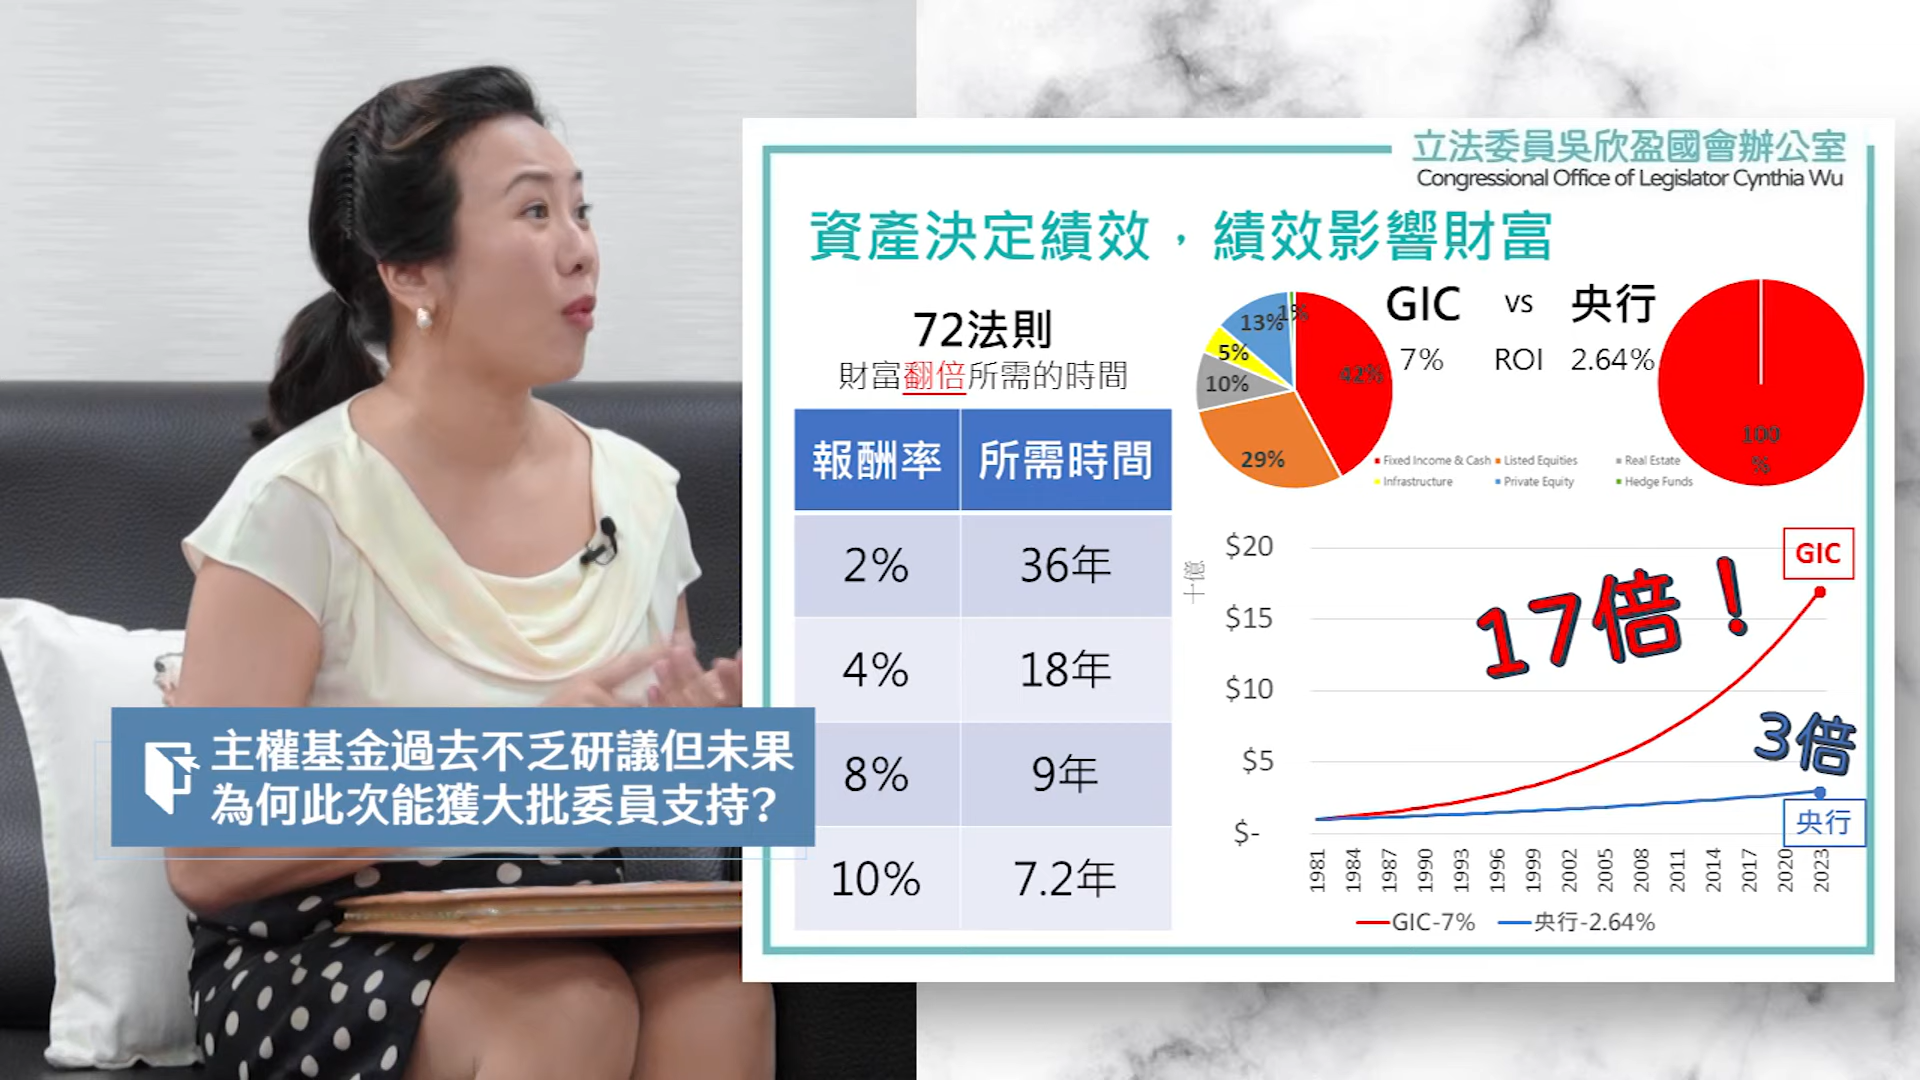 立法委員吳欣盈國會辦公室
Congressional Office of Legislator Cynthia Wu
資產決定績效，績效影響財富
72法則
財富翻倍所需的時間
報酬率 所需時間
2% 36年
4% 18年
8% 9年
10% 7.2年
GIC vs 央行
7% ROI 2.64%
1%
13%
5%
10%
29%
42%
100
%
Fixed Income & Cash Listed Equities Real Estate
Infrastructure Private Equity Hedge Funds
十億
$20
$15
$10
$5
$-
17倍！
GIC
3倍
央行
1981 1984 1987 1990 1993 1996 1999 2002 2005 2008 2011 2014 2017 2020 2023
GIC-7% 央行-2.64%
主權基金過去不乏研議但未果
為何此次能獲大批委員支持？